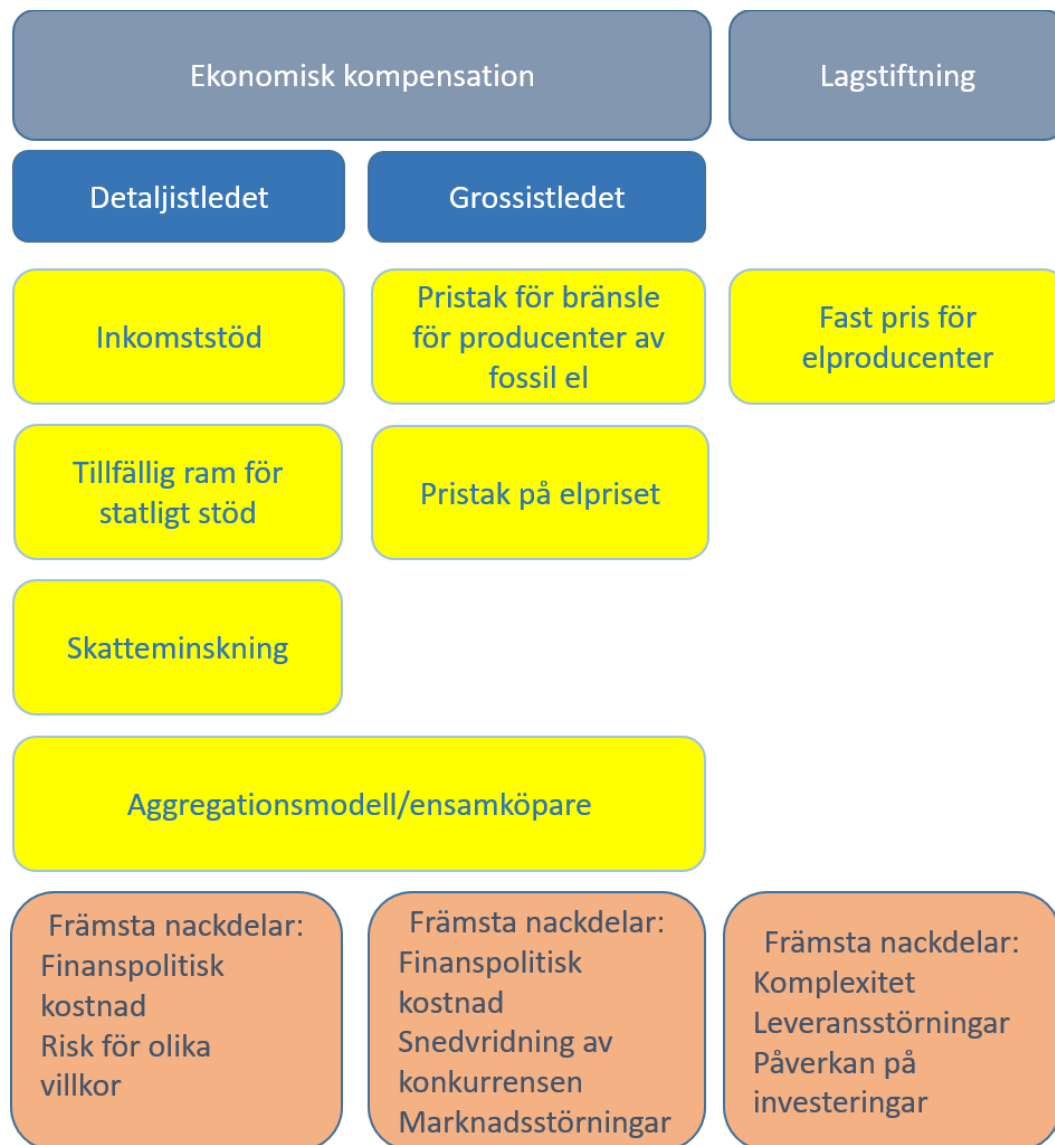 Ekonomisk kompensation
Lagstiftning
Detaljistledet
Grossistledet
Inkomststöd
Pristak för bränsle
för producenter av
fossil el
Fast pris för
elproducenter
Tillfällig ram för
statligt stöd
Pristak på elpriset
Skatteminskning
Aggregationsmodell/ensamköpare
Främsta nackdelar:
Finanspolitisk
kostnad
Risk för olika
villkor
Främsta nackdelar:
Finanspolitisk
kostnad
Snedvridning av
konkurrensen
Marknadsstörningar
Främsta nackdelar:
Komplexitet
Leveransstörningar
Påverkan på
investeringar